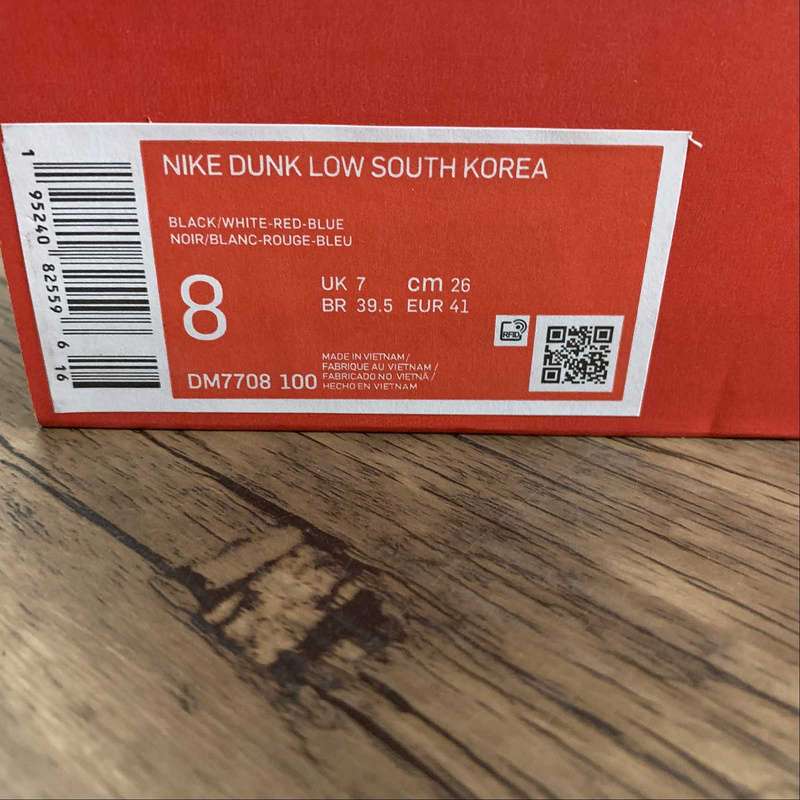 NIKE DUNK LOW SOUTH KOREA
BLACK/WHITE-RED-BLUE
NOIR/BLANC-ROUGE-BLEU
8
UK 7 cm 26
BR 39.5 EUR 41
RFID
DM7708 100
MADE IN VIETNAM/
FABRIQUE AU VIETNAM/
FABRICADO NO VIETNÃ/
HECHO EN VIETNAM
1 95240 82559 6 16